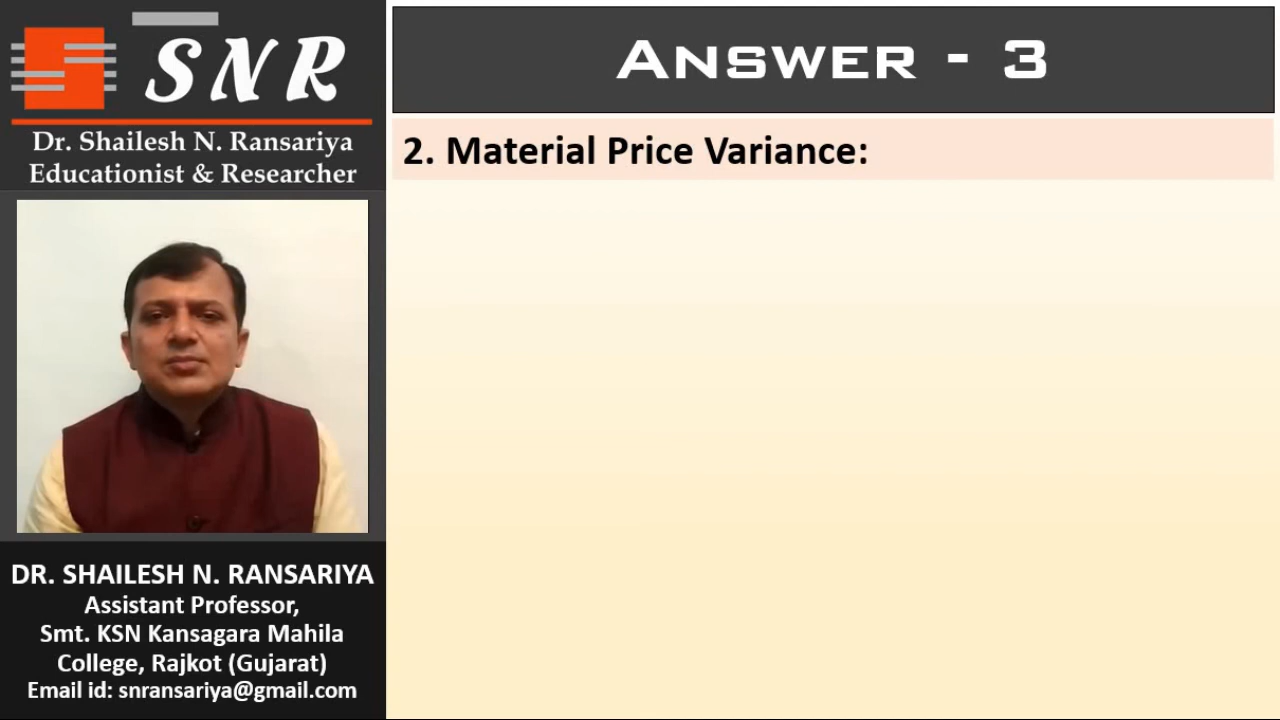 SNR
Dr. Shailesh N. Ransariya
Educationist & Researcher
DR. SHAILESH N. RANSARIYA
Assistant Professor,
Smt. KSN Kansagara Mahila
College, Rajkot (Gujarat)
Email id: snransariya@gmail.com
ANSWER - 3
2. Material Price Variance: